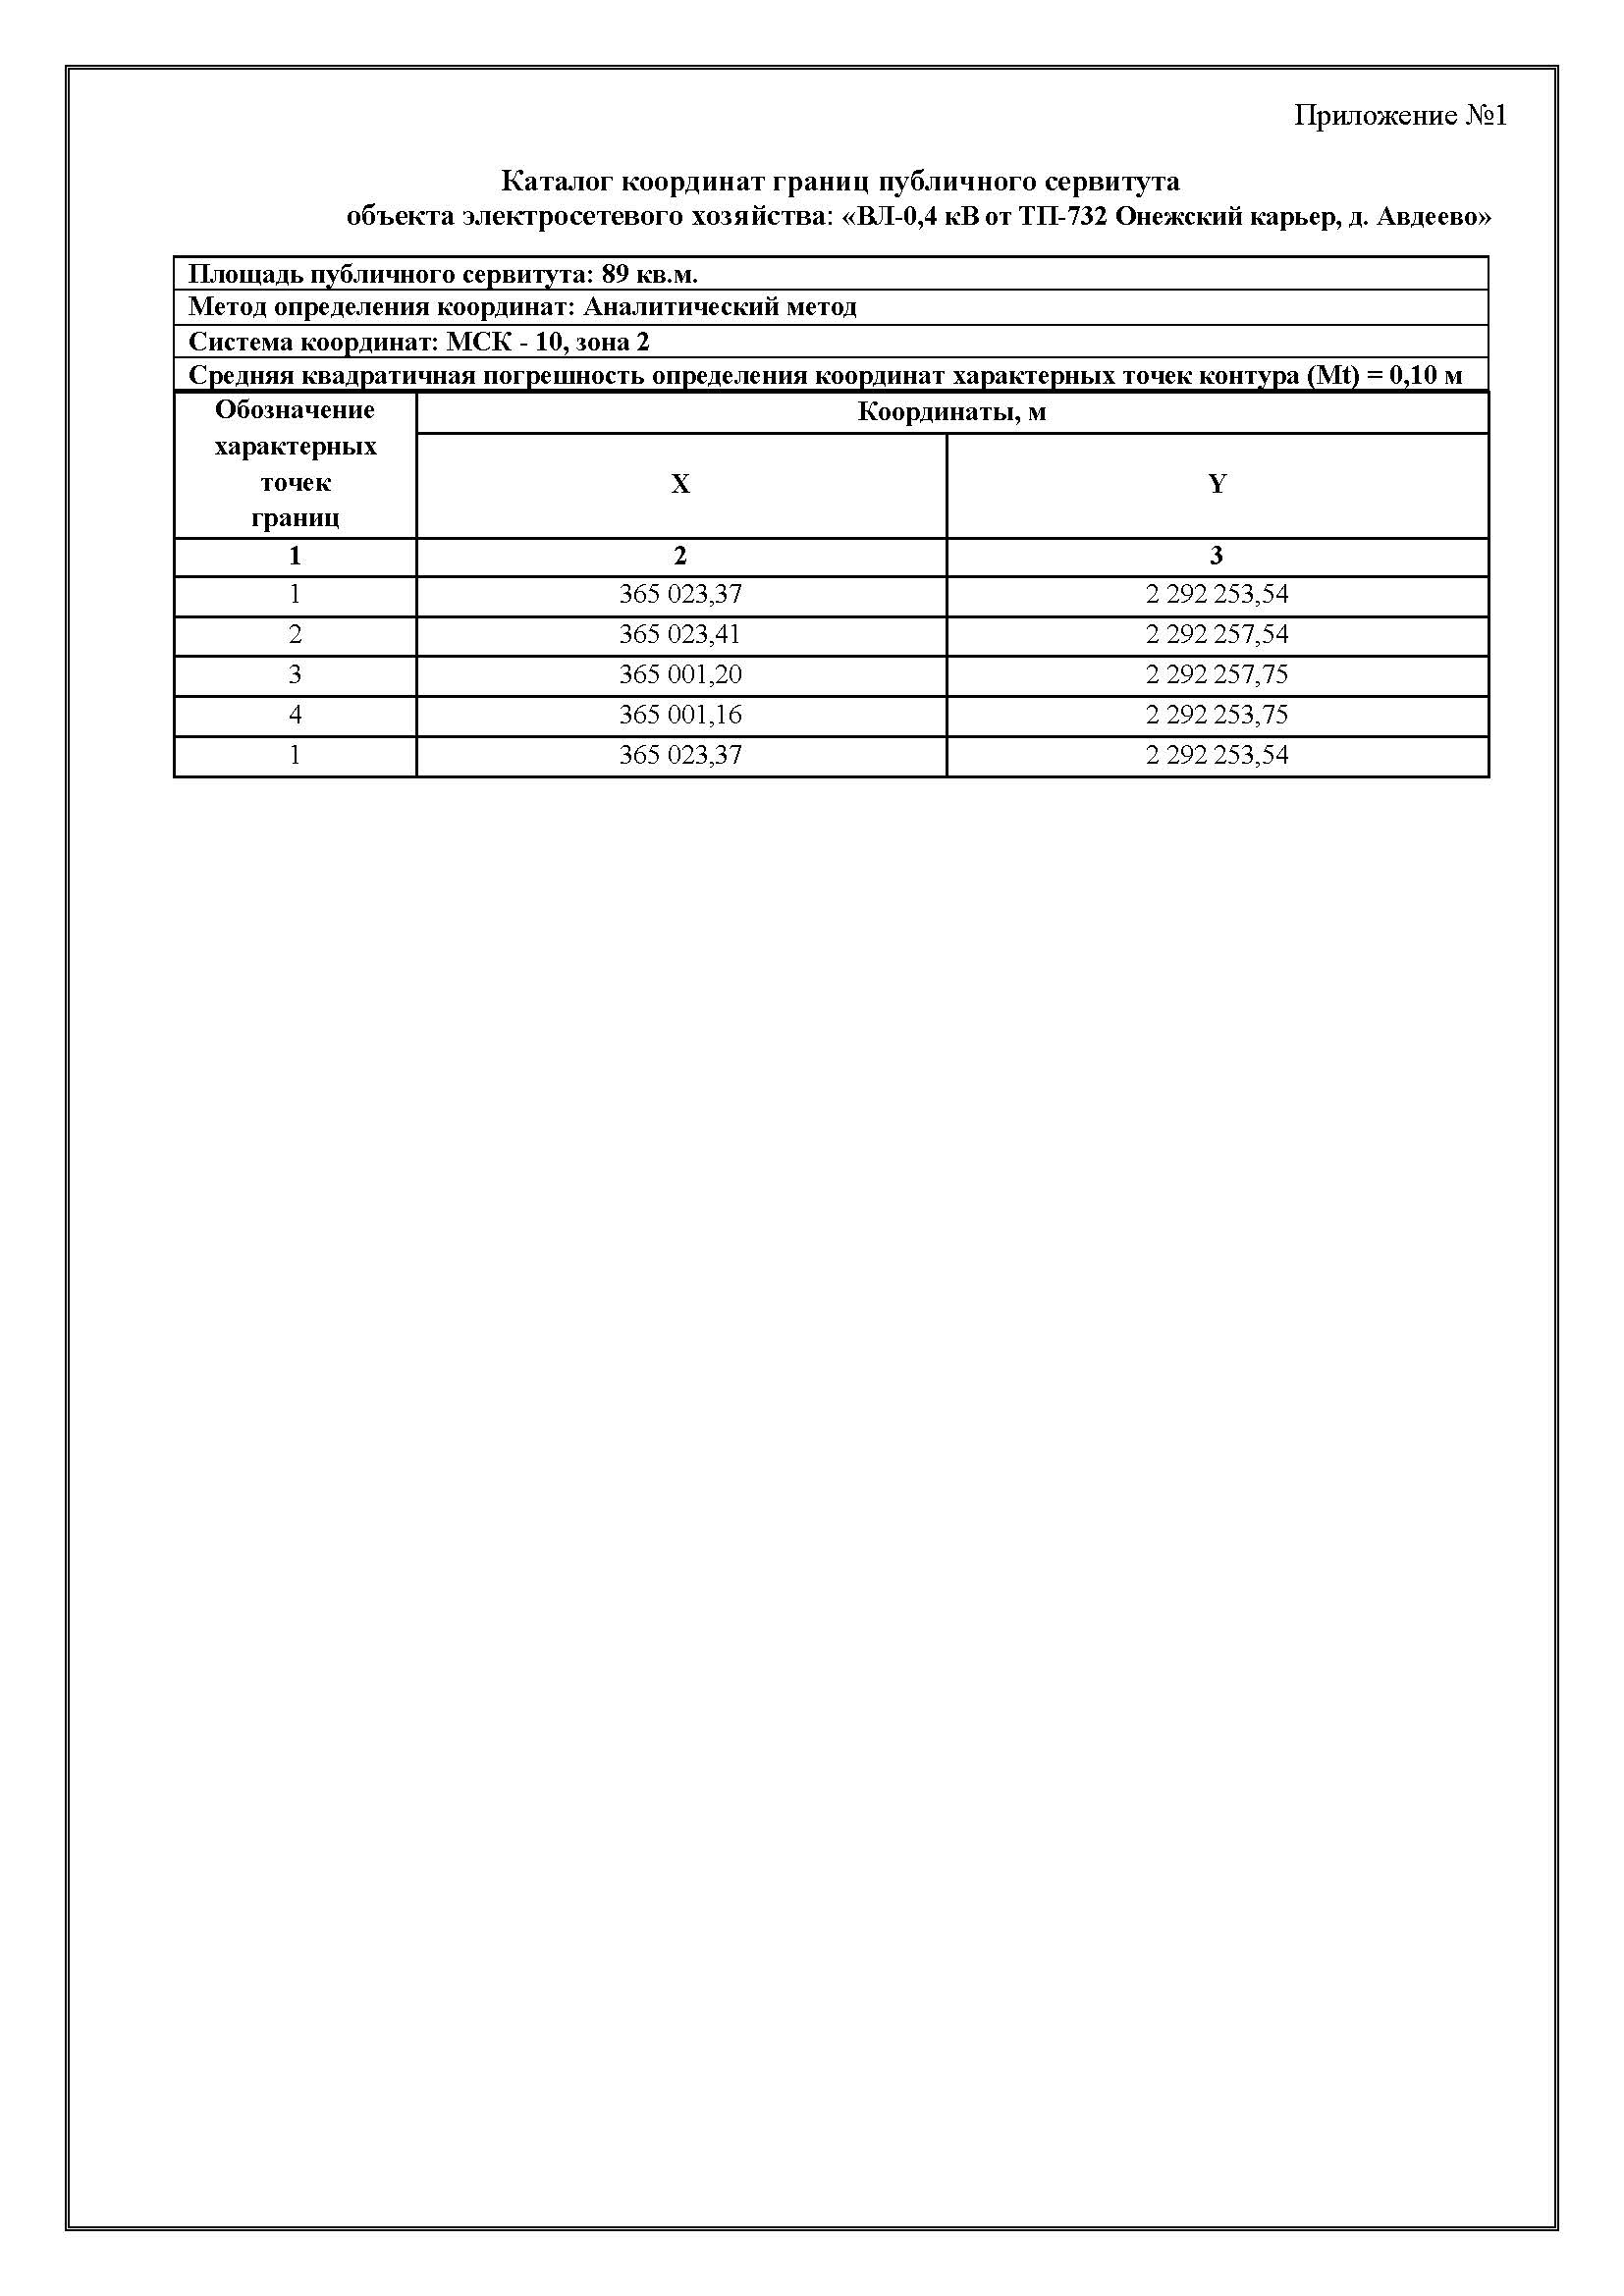 Приложение №1
Каталог координат границ публичного сервитута
объекта электросетевого хозяйства: «ВЛ-0,4 кВ от ТП-732 Онежский карьер, д. Авдеево»
Площадь публичного сервитута: 89 кв.м.
Метод определения координат: Аналитический метод
Система координат: МСК - 10, зона 2
Средняя квадратичная погрешность определения координат характерных точек контура (Mt) = 0,10 м
Обозначение
характерных
точек
границ
Координаты, м
X Y
1 2 3
1 365 023,37 2 292 253,54
2 365 023,41 2 292 257,54
3 365 001,20 2 292 257,75
4 365 001,16 2 292 253,75
1 365 023,37 2 292 253,54